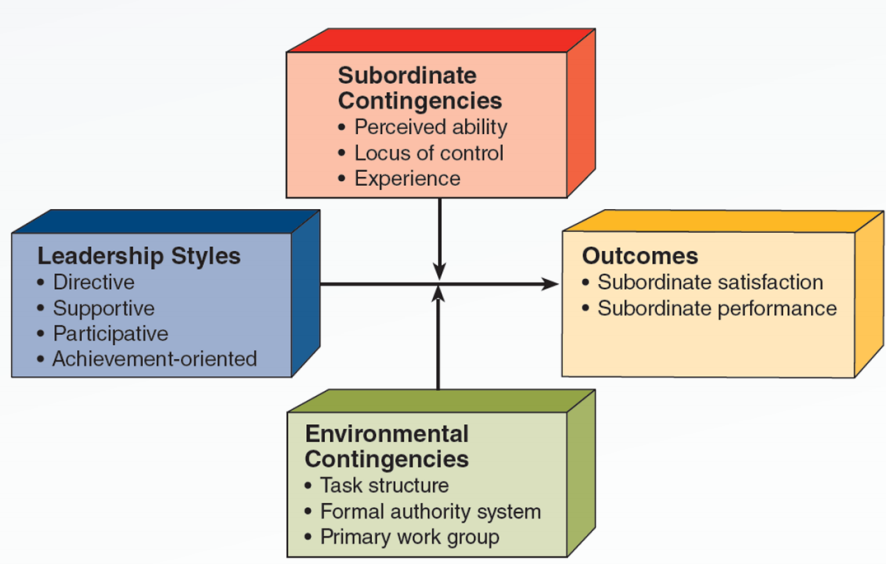 Subordinate
Contingencies
• Perceived ability
• Locus of control
• Experience
Leadership Styles
• Directive
• Supportive
• Participative
• Achievement-oriented
Outcomes
• Subordinate satisfaction
• Subordinate performance
Environmental
Contingencies
• Task structure
• Formal authority system
• Primary work group